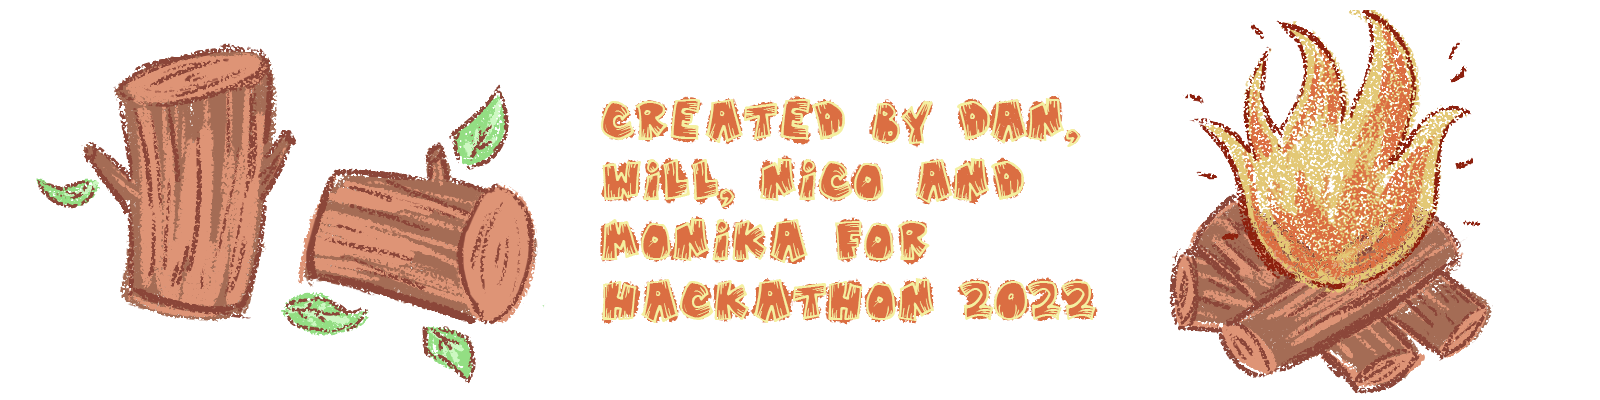 CREATED BY DAN,
WiLL, NiCO AND
MONiKA FOR
HACKATHON 2022